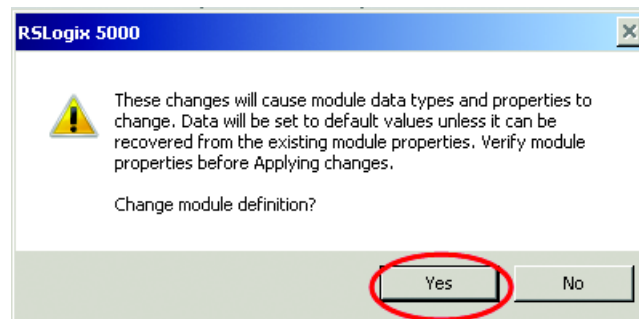 RSLogix 5000
These changes will cause module data types and properties to
change. Data will be set to default values unless it can be
recovered from the existing module properties. Verify module
properties before Applying changes.
Change module definition?
Yes
No